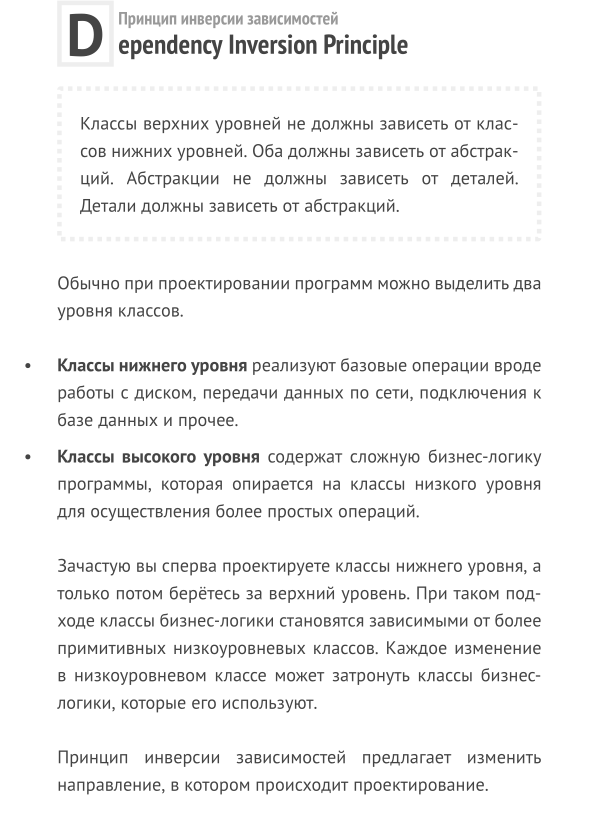 Принцип инверсии зависимостей
Dependency Inversion Principle
Классы верхних уровней не должны зависеть от клас-
сов нижних уровней. Оба должны зависеть от абстрак-
ций. Абстракции не должны зависеть от деталей.
Детали должны зависеть от абстракций.
Обычно при проектировании программ можно выделить два
уровня классов.
• Классы нижнего уровня реализуют базовые операции вроде
работы с диском, передачи данных по сети, подключения к
базе данных и прочее.
• Классы высокого уровня содержат сложную бизнес-логику
программы, которая опирается на классы низкого уровня
для осуществления более простых операций.
Зачастую вы сперва проектируете классы нижнего уровня, а
только потом берётесь за верхний уровень. При таком под-
ходе классы бизнес-логики становятся зависимыми от более
примитивных низкоуровневых классов. Каждое изменение
в низкоуровневом классе может затронуть классы бизнес-
логики, которые его используют.
Принцип инверсии зависимостей предлагает изменить
направление, в котором происходит проектирование.